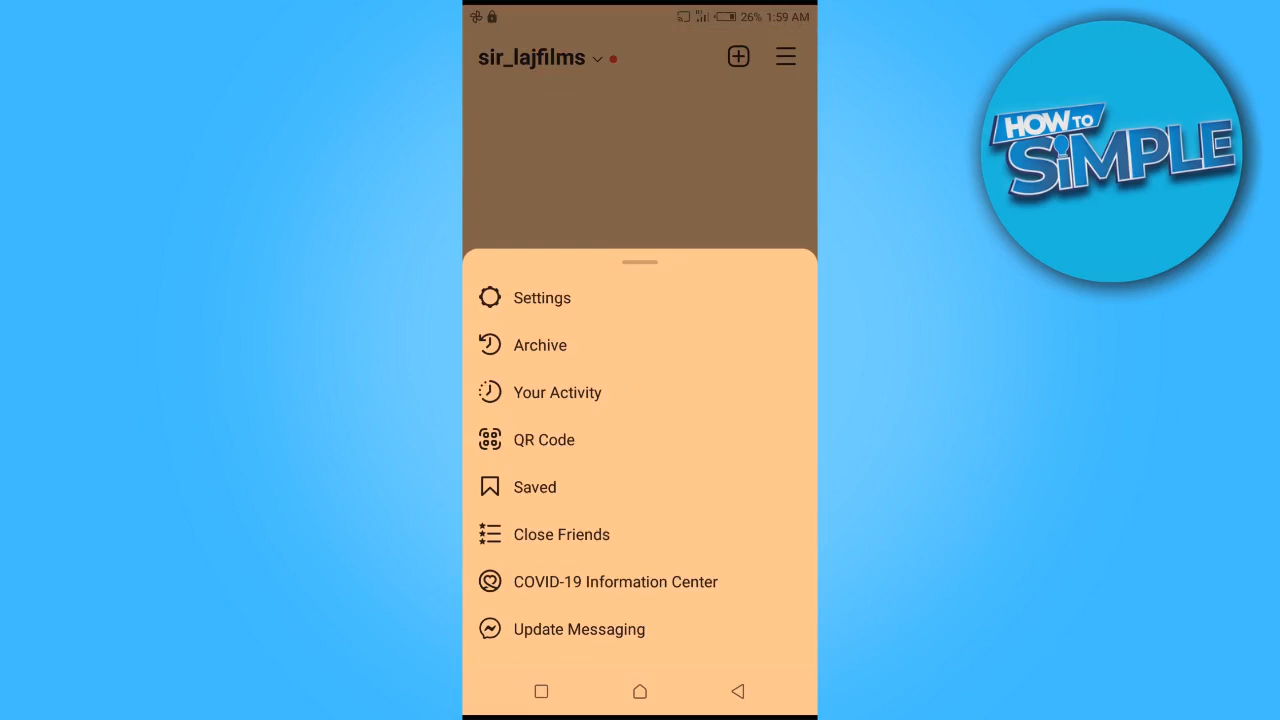 26% 1:59 AM
sir_lajfilms
HOW TO
SiMPLE
Settings
Archive
Your Activity
QR Code
Saved
Close Friends
COVID-19 Information Center
Update Messaging